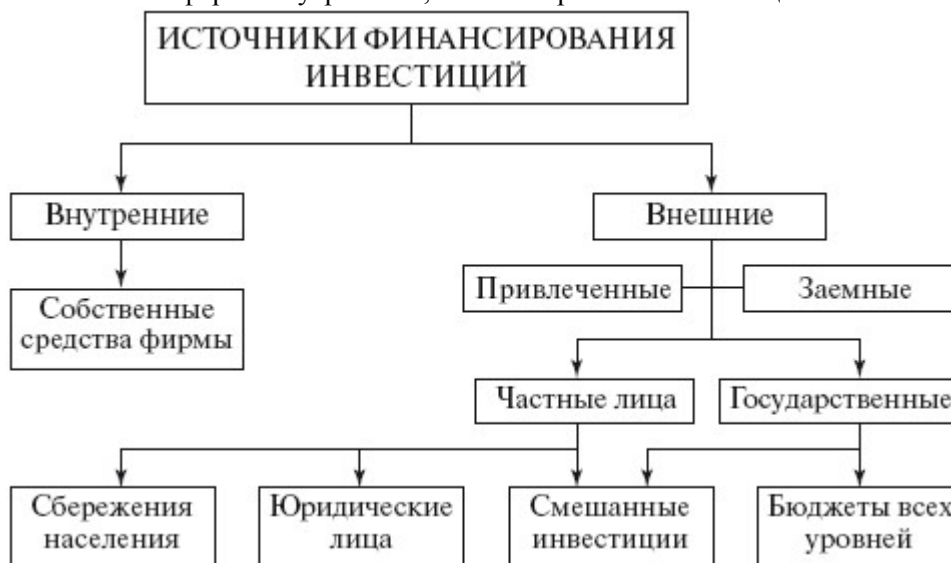 ИСТОЧНИКИ ФИНАНСИРОВАНИЯ
ИНВЕСТИЦИЙ
Внутренние
Внешние
Собственные
средства фирмы
Привлеченные
Заемные
Частные лица
Государственные
Сбережения
населения
Юридические
лица
Смешанные
инвестиции
Бюджеты всех
уровней